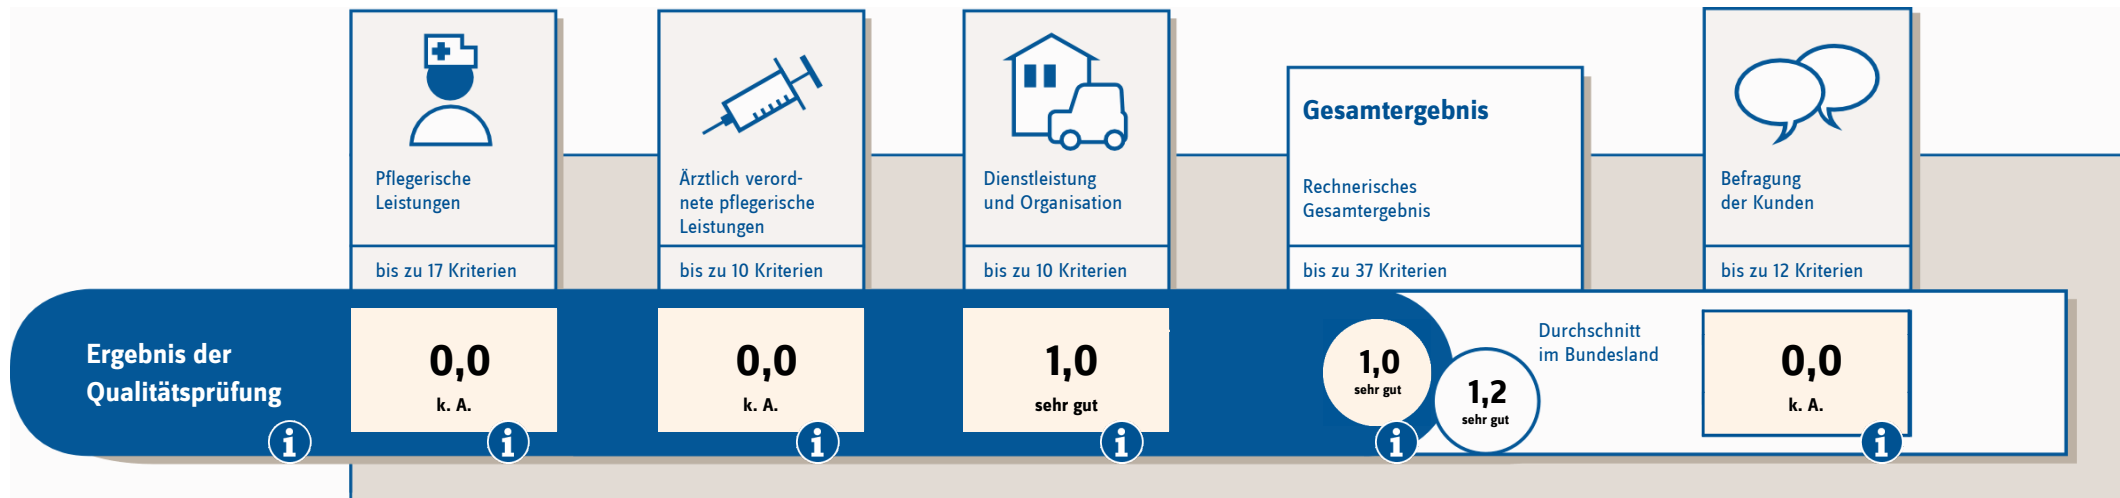 Pflegerische
Leistungen
bis zu 17 Kriterien
Ärztlich verord-
nete pflegerische
Leistungen
bis zu 10 Kriterien
Dienstleistung
und Organisation
bis zu 10 Kriterien
Gesamtergebnis
Rechnerisches
Gesamtergebnis
bis zu 37 Kriterien
Befragung
der Kunden
bis zu 12 Kriterien
Ergebnis der
Qualitätsprüfung
i
0,0
k. A.
i
0,0
k. A.
i
1,0
sehr gut
i
1,0
sehr gut
i
1,2
sehr gut
Durchschnitt
im Bundesland
0,0
k. A.
i